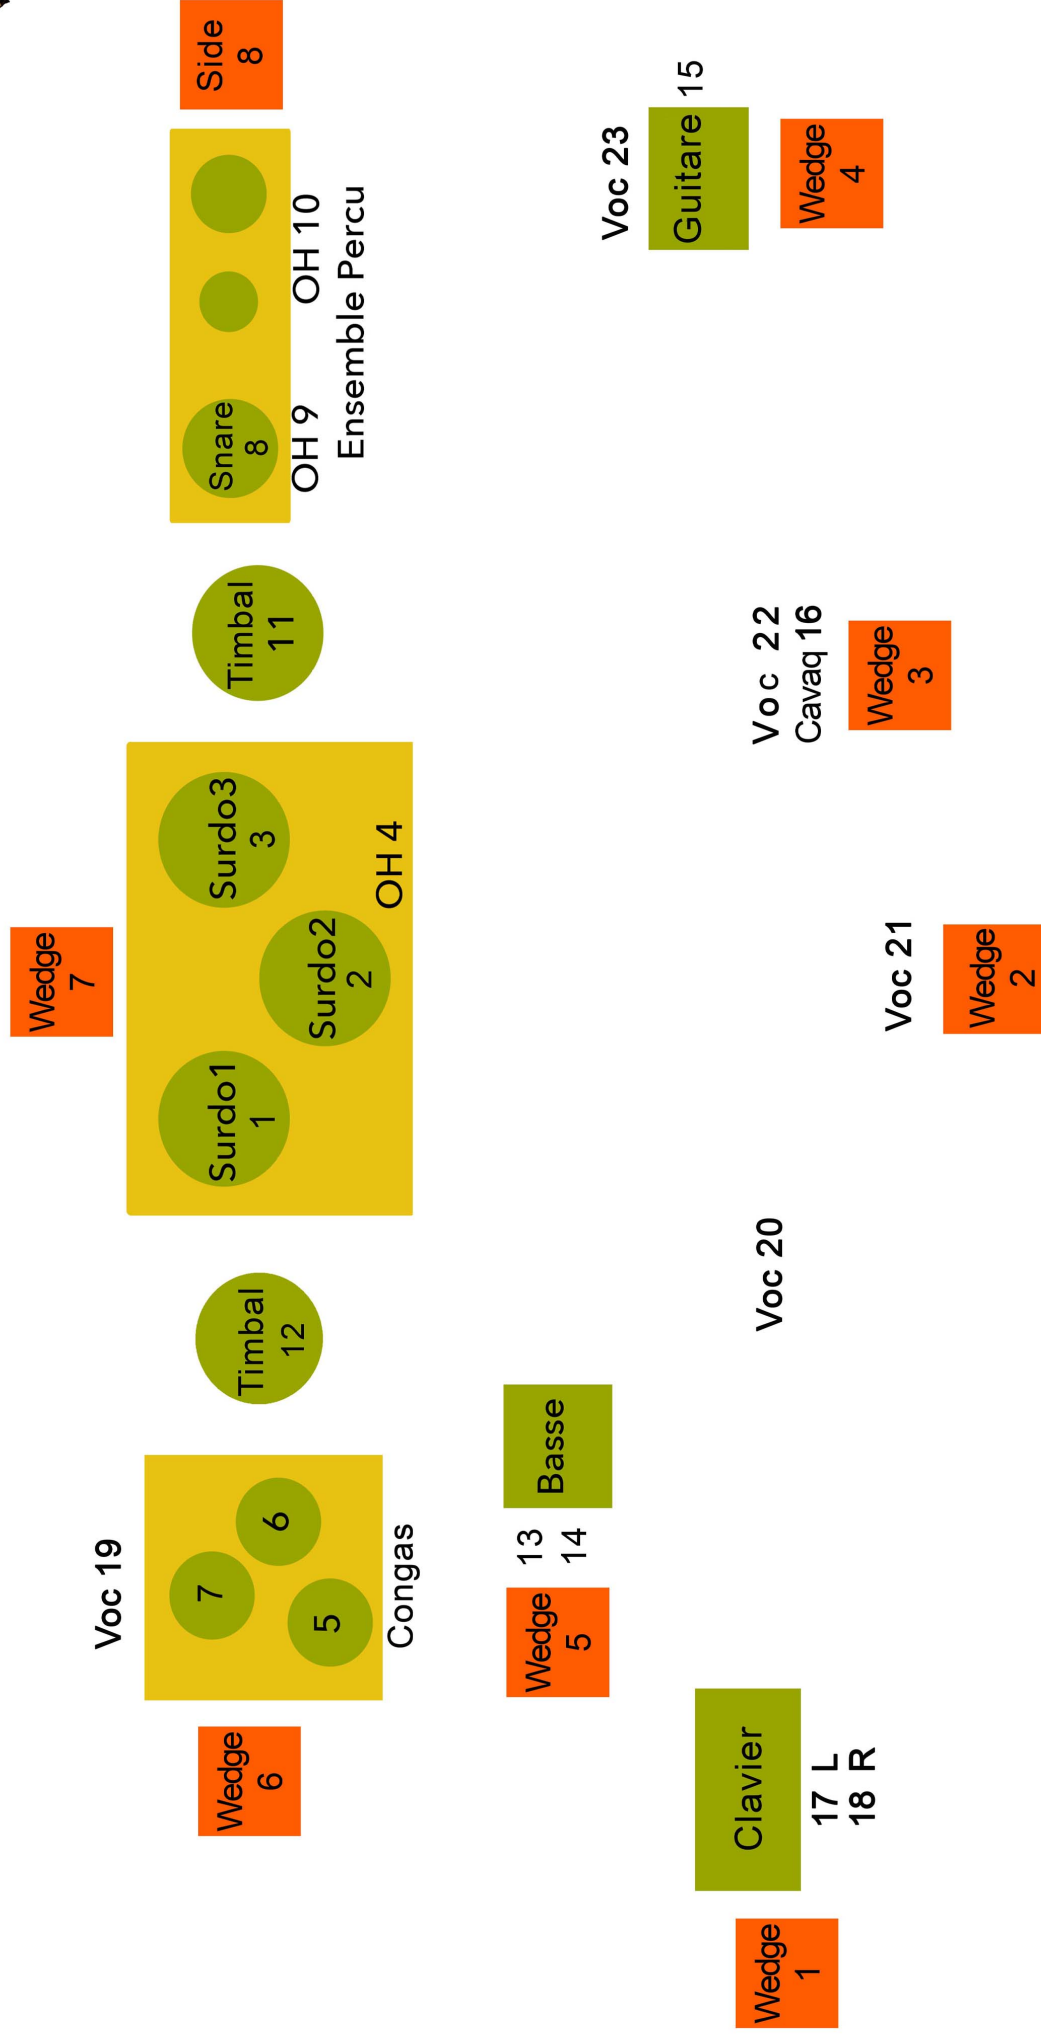 Wedge
7
Voc 19
7
6
5
Congas
Wedge
6
Timbal
12
Surdo1
1
Surdo2
2
Surdo3
3
OH 4
Timbal
11
Snare
8
OH 9
OH 10
Ensemble Percu
Side
8
Wedge
5
13
14
Basse
Voc 23
Guitare
15
Wedge
4
Wedge
1
Clavier
17 L
18 R
Voc 20
Voc 21
Wedge
2
Voc 22
Cavaq 16
Wedge
3